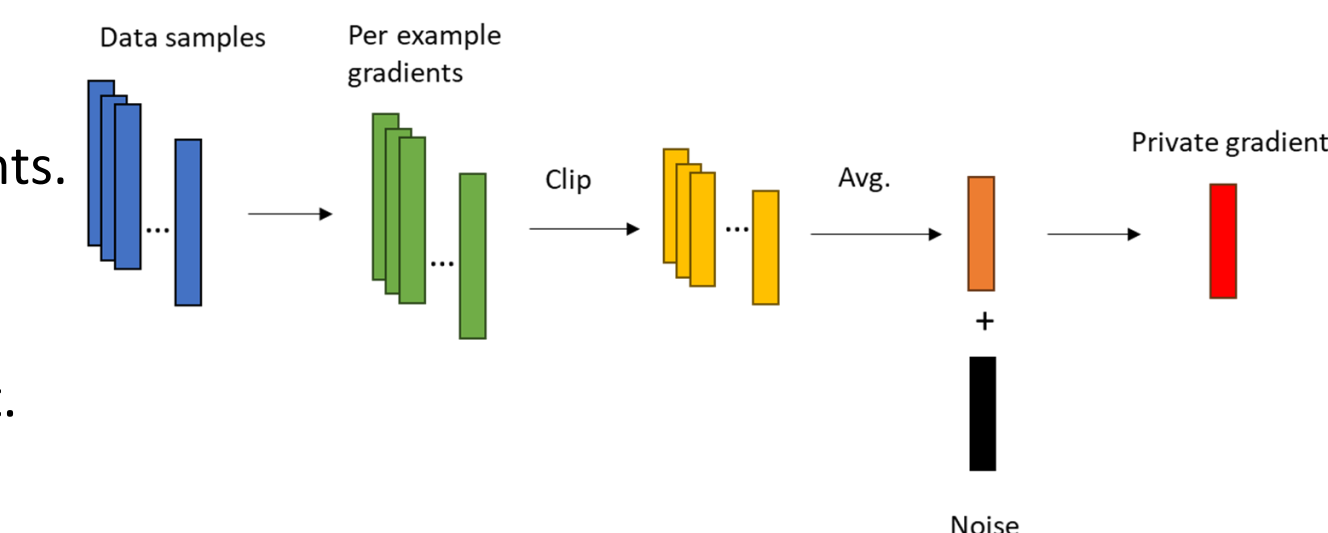 Data samples
Per example
gradients
Private gradient
nts.
Clip
Avg.
...
...
...
+
.
Noise